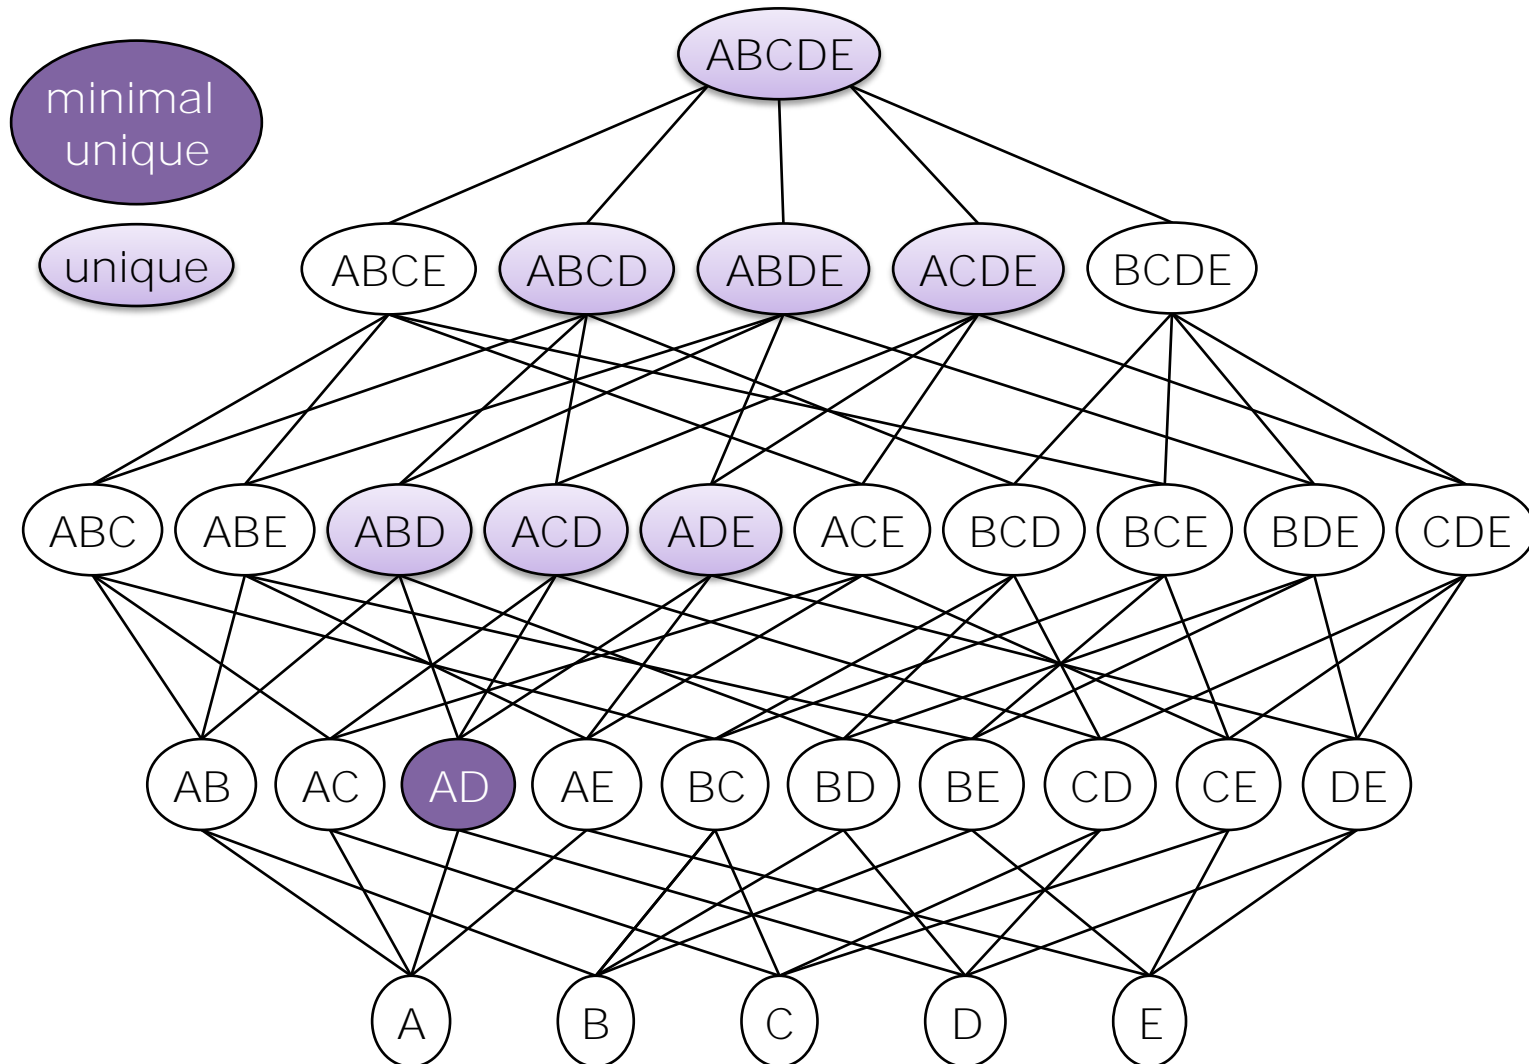 ABCDE
minimal
unique
unique
ABCE ABCD ABDE ACDE BCDE
ABC ABE ABD ACD ADE ACE BCD BCE BDE CDE
AB AC AD AE BC BD BE CD CE DE
A B C D E